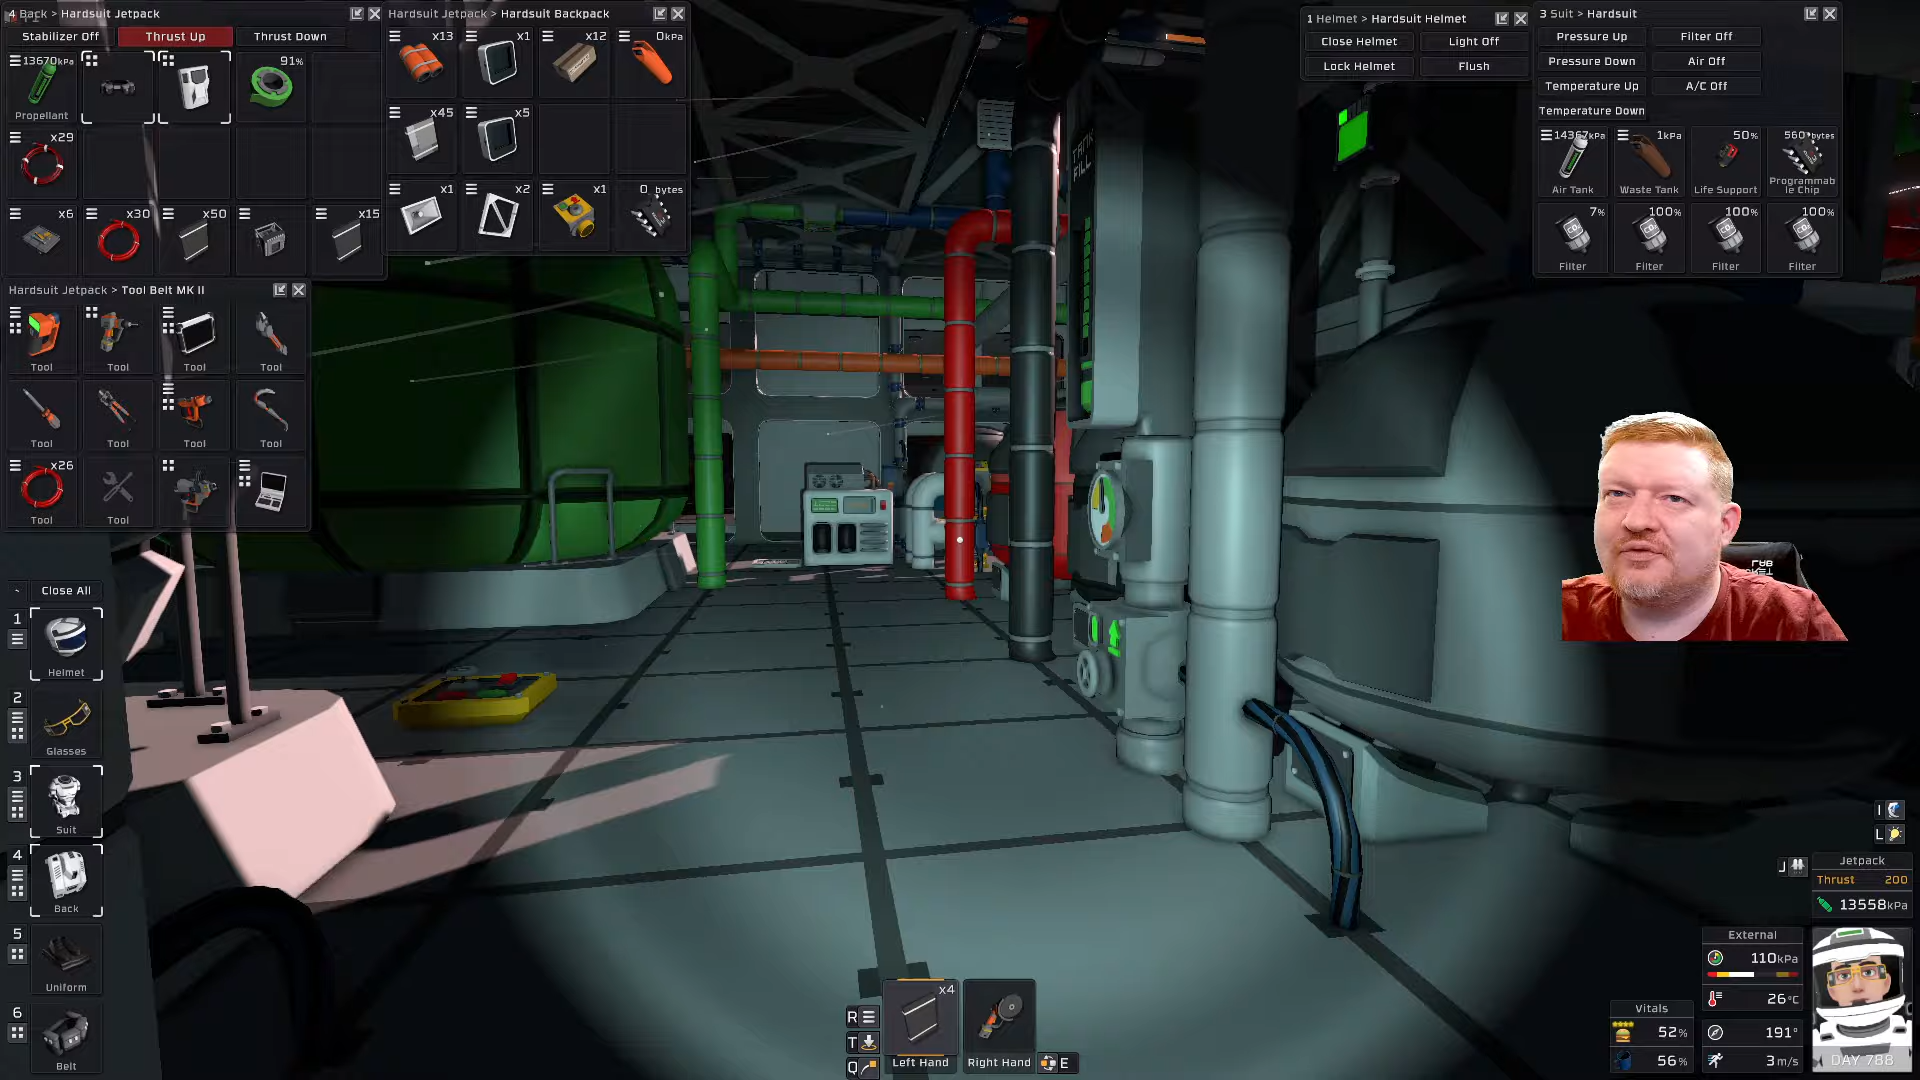 4 Back > Hardsuit Jetpack
Stabilizer Off
Thrust Up
Thrust Down
13670kPa
Propellant
91%
x29
x6
x30
x50
x15
Hardsuit Jetpack > Hardsuit Backpack
x13
x1
x12
0kPa
x45
x5
x1
x2
x1
0 bytes
Hardsuit Jetpack > Tool Belt MK II
Tool
Tool
Tool
Tool
Tool
Tool
Tool
Tool
x26
Tool
Tool
1 Helmet > Hardsuit Helmet
Close Helmet
Light Off
Lock Helmet
Flush
3 Suit > Hardsuit
Pressure Up
Filter Off
Pressure Down
Air Off
Temperature Up
A/C Off
Temperature Down
14367kPa
1kPa
50%
560 bytes
Air Tank
Waste Tank
Life Support
Programmab
le Chip
7%
100%
100%
100%
Filter
Filter
Filter
Filter
TANK
FILL
Close All
1
Helmet
2
Glasses
3
Suit
4
Back
5
Uniform
6
Belt
R
T
Q
x4
Left Hand
Right Hand
E
I
L
J
Jetpack
Thrust 200
13558kPa
External
110kPa
26°C
191°
3m/s
Vitals
52%
56%
DAY 788